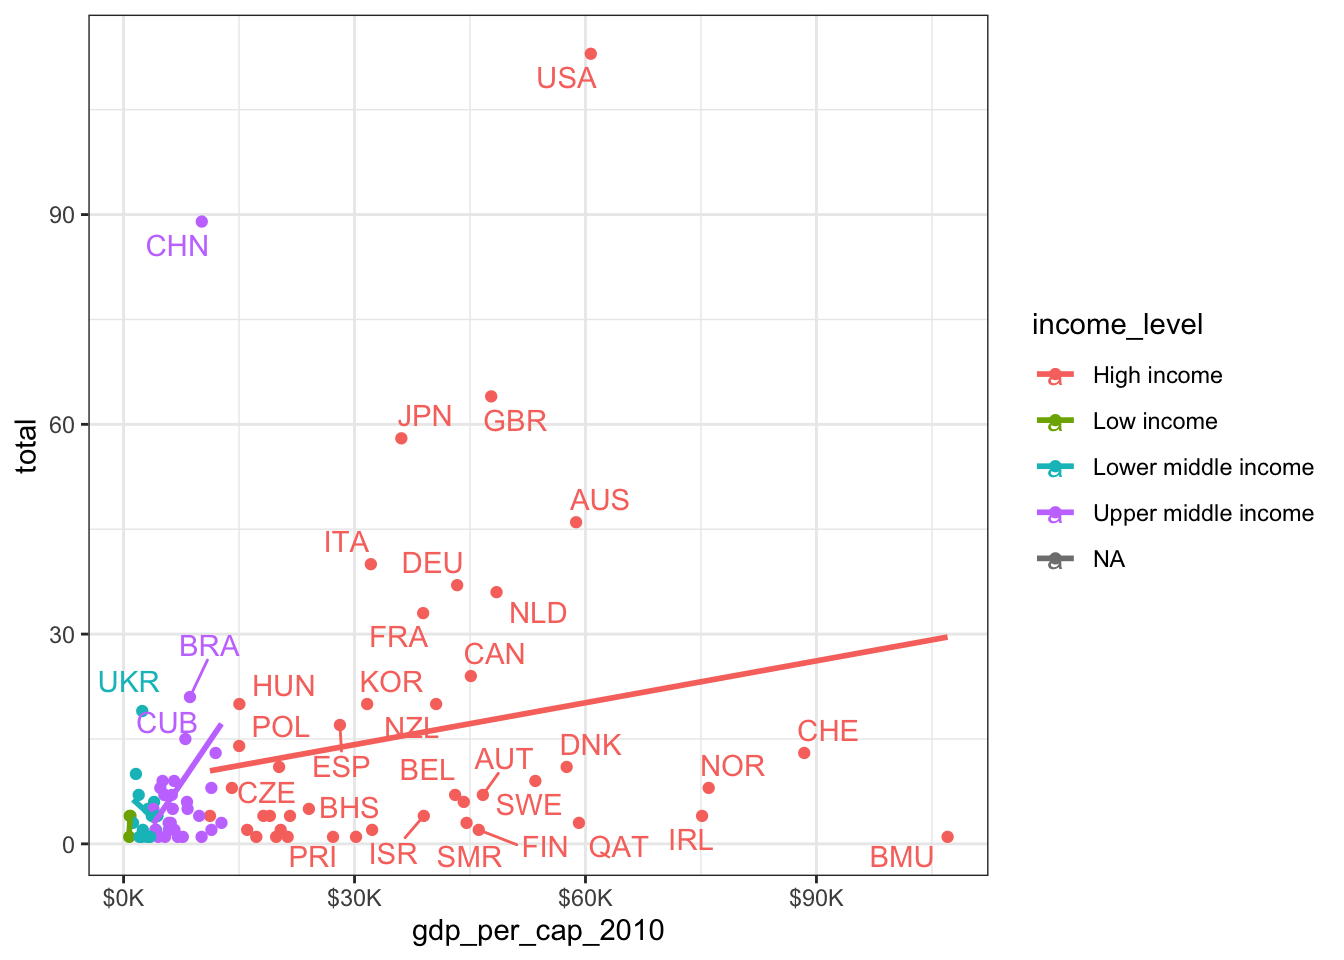 USA
90
CHN
JPN
GBR
60
total
AUS
ITA
DEU
NLD
FRA
30
BRA
CAN
UKR
HUN
KOR
CUB
POL
NZL
CHE
DNK
AUT
ESP
BEL
NOR
CZE
BHS
SWE
IRL
0
PRI
ISR
SMR
FIN
QAT
BMU
$0K
$30K
$60K
$90K
gdp_per_cap_2010
income_level
a High income
a Low income
a Lower middle income
a Upper middle income
a NA